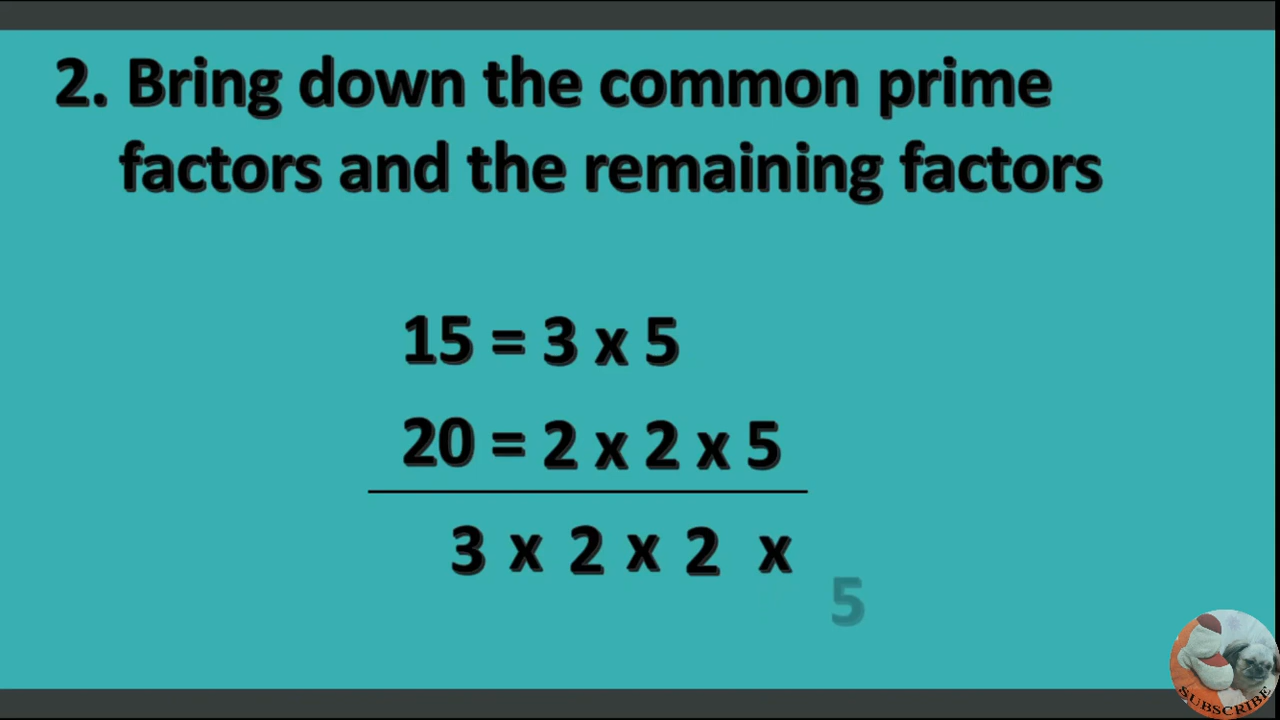 2. Bring down the common prime
factors and the remaining factors
15 = 3 x 5
20 = 2 x 2 x 5
3 x 2 x 2 x 5
SUBSCRIBE